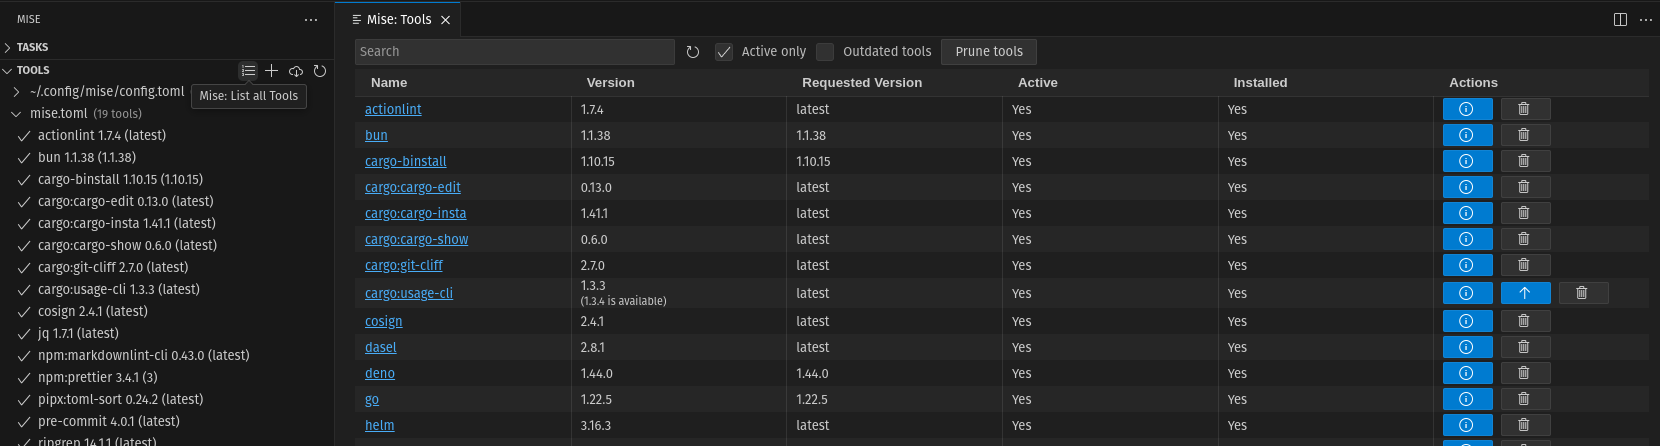 MISE
TASKS
TOOLS
Mise: List all Tools
~/.config/mise/config.toml
mise.toml (19 tools)
actionlint 1.7.4 (latest)
bun 1.1.38 (1.1.38)
cargo-binstall 1.10.15 (1.10.15)
cargo:cargo-edit 0.13.0 (latest)
cargo:cargo-insta 1.41.1 (latest)
cargo:cargo-show 0.6.0 (latest)
cargo:git-cliff 2.7.0 (latest)
cargo:usage-cli 1.3.3 (latest)
cosign 2.4.1 (latest)
jq 1.7.1 (latest)
npm:markdownlint-cli 0.43.0 (latest)
npm:prettier 3.4.1 (3)
pipx:toml-sort 0.24.2 (latest)
pre-commit 4.0.1 (latest)
ripgrep 14.1.1 (latest)
Mise: Tools
Search Active only Outdated tools Prune tools
Name Version Requested Version Active Installed Actions
actionlint 1.7.4 latest Yes Yes
bun 1.1.38 1.1.38 Yes Yes
cargo-binstall 1.10.15 1.10.15 Yes Yes
cargo:cargo-edit 0.13.0 latest Yes Yes
cargo:cargo-insta 1.41.1 latest Yes Yes
cargo:cargo-show 0.6.0 latest Yes Yes
cargo:git-cliff 2.7.0 latest Yes Yes
cargo:usage-cli 1.3.3 latest Yes Yes
(1.3.4 is available)
cosign 2.4.1 latest Yes Yes
dasel 2.8.1 latest Yes Yes
deno 1.44.0 1.44.0 Yes Yes
go 1.22.5 1.22.5 Yes Yes
helm 3.16.3 latest Yes Yes